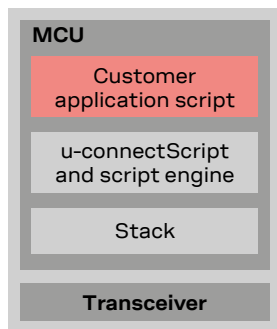 MCU
Customer
application script
u-connectScript
and script engine
Stack
Transceiver